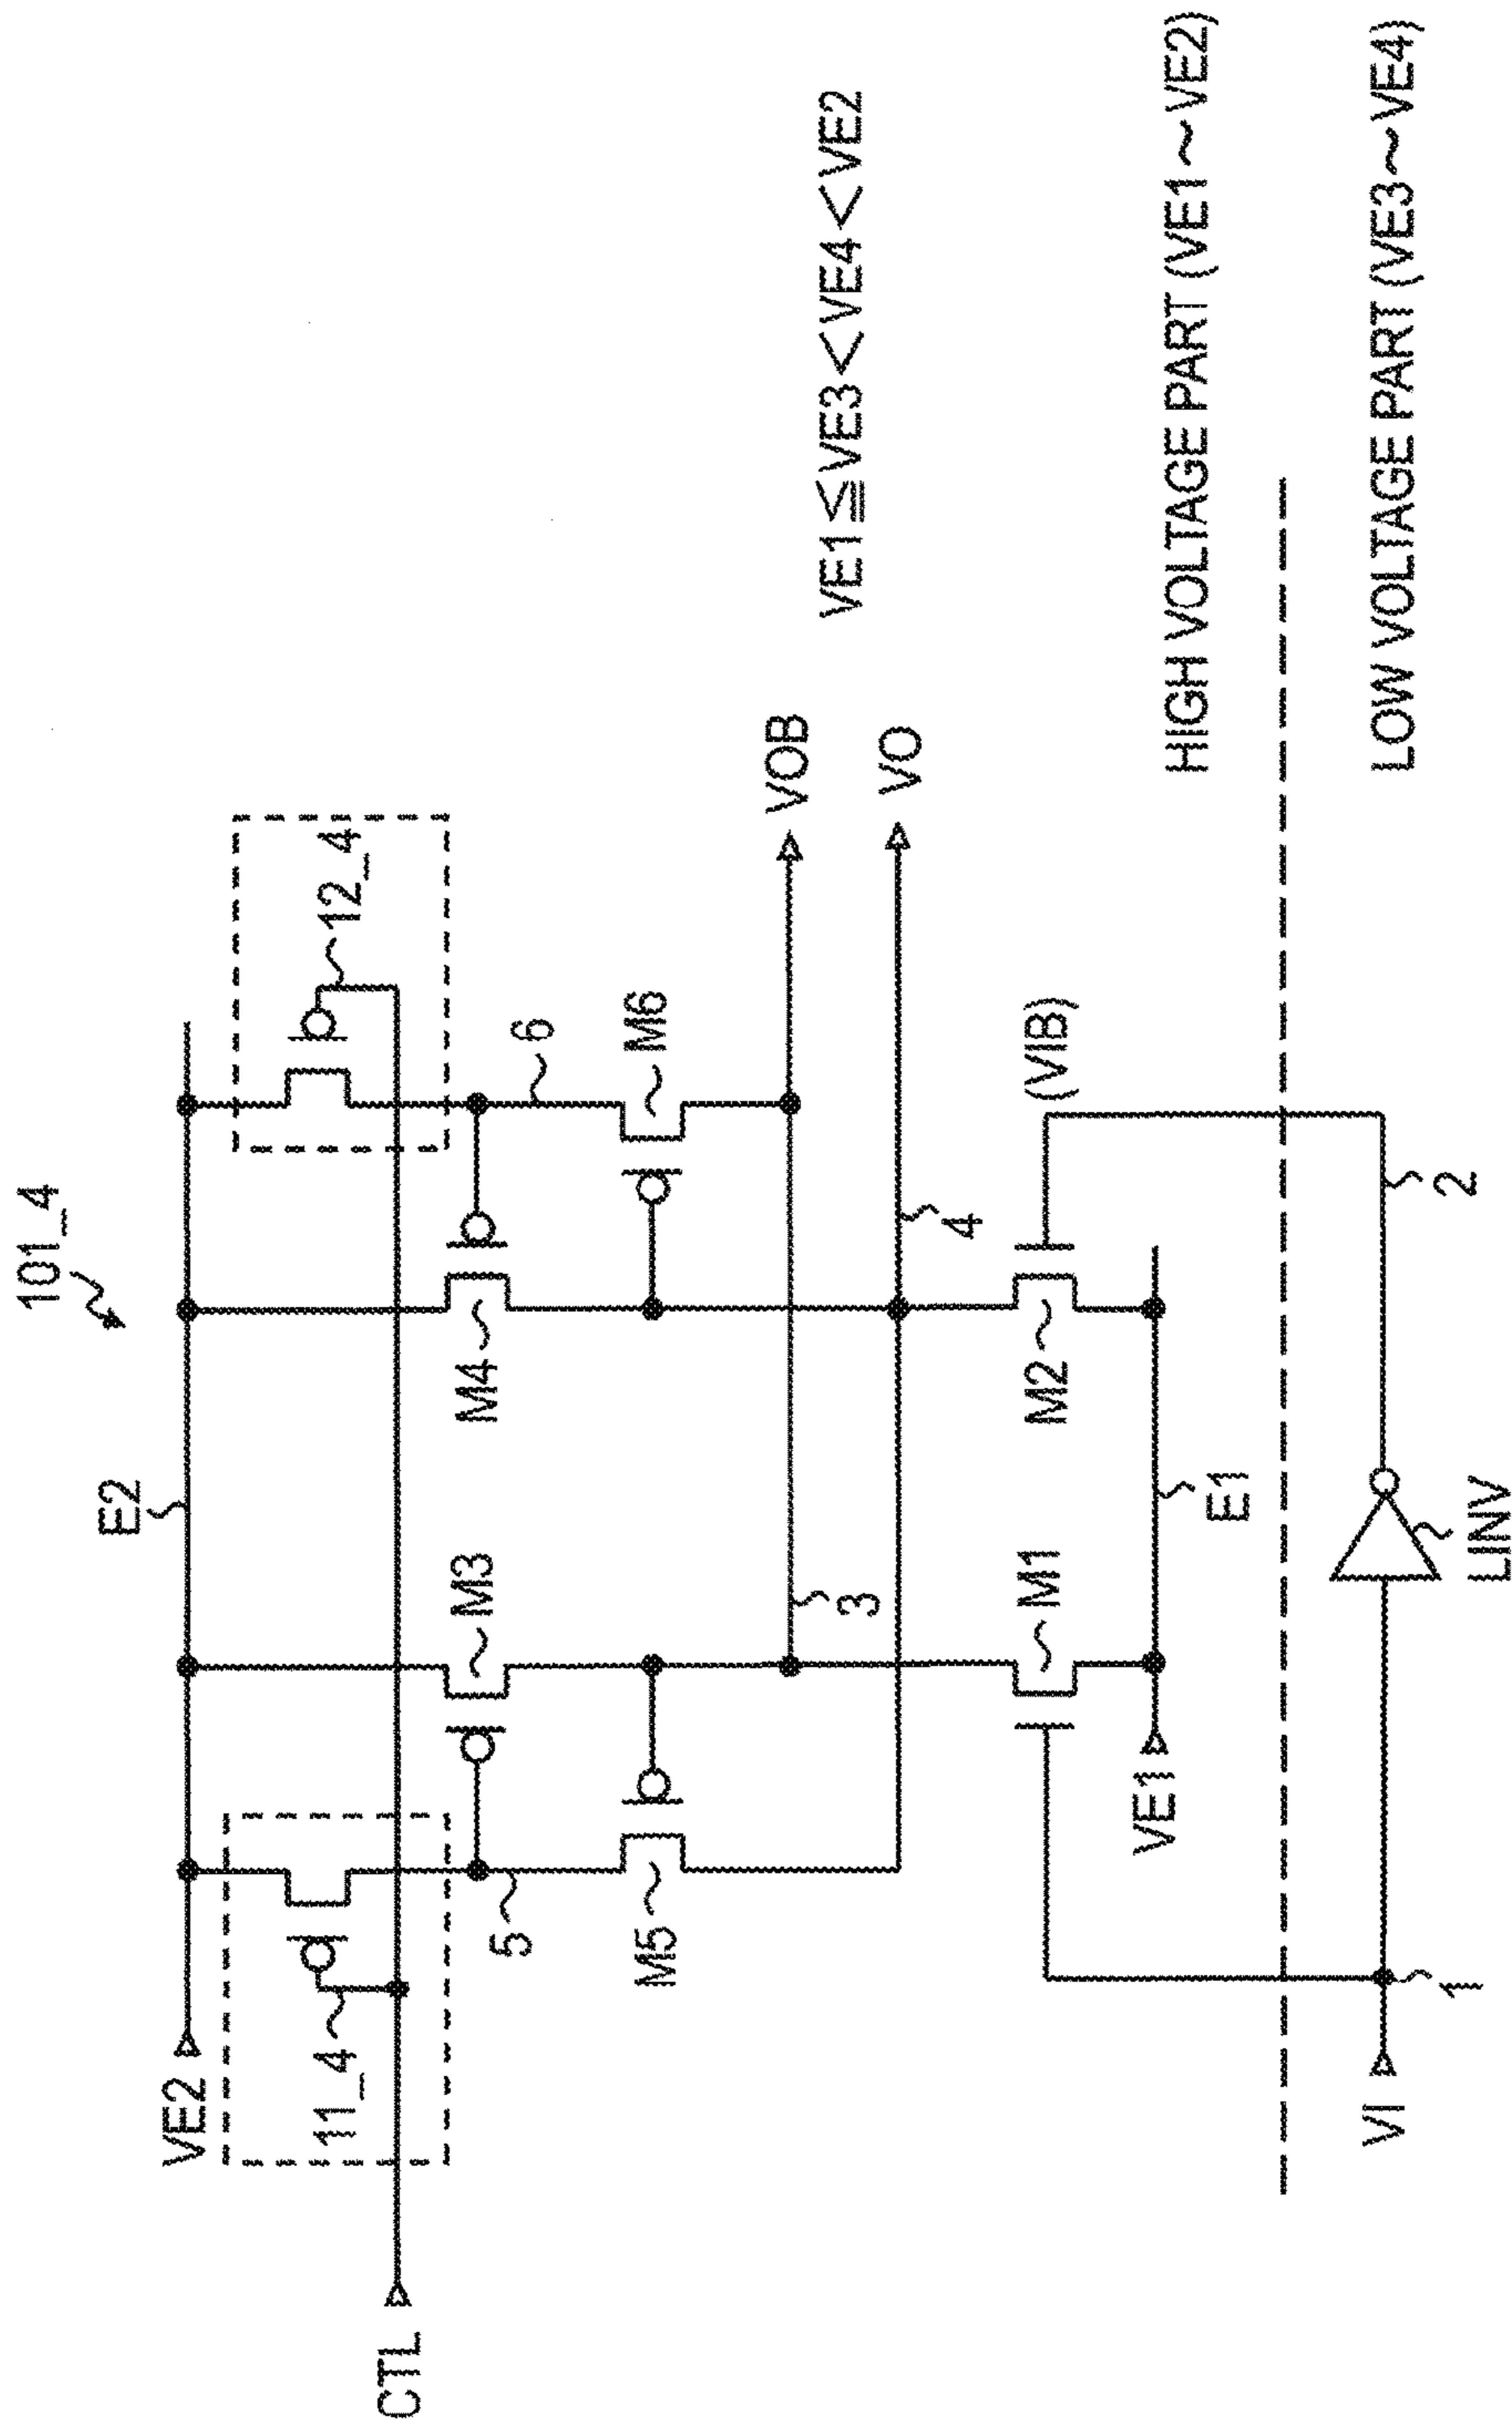 101_4
E2
VE2
11_4
12_4
CTL
M3
M4
5
6
M5
M6
VOB
3
VO
4
VE1≦VE3<VE4<VE2
M1
M2
(VIB)
VE1
E1
HIGH VOLTAGE PART (VE1~VE2)
LOW VOLTAGE PART (VE3~VE4)
VI
1
LINV
2